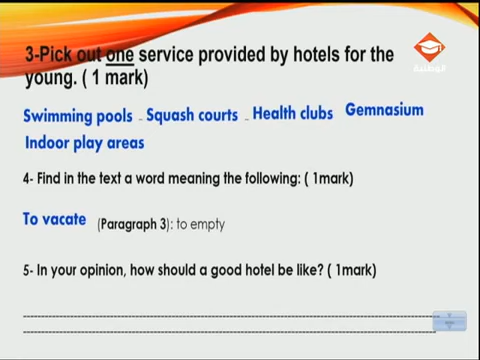 3-Pick out one service provided by hotels for the
young. ( 1 mark)
Swimming pools - Squash courts - Health clubs Gemnasium
Indoor play areas
4- Find in the text a word meaning the following: ( 1mark)
To vacate (Paragraph 3): to empty
5- In your opinion, how should a good hotel be like? ( 1mark)
الوطنية